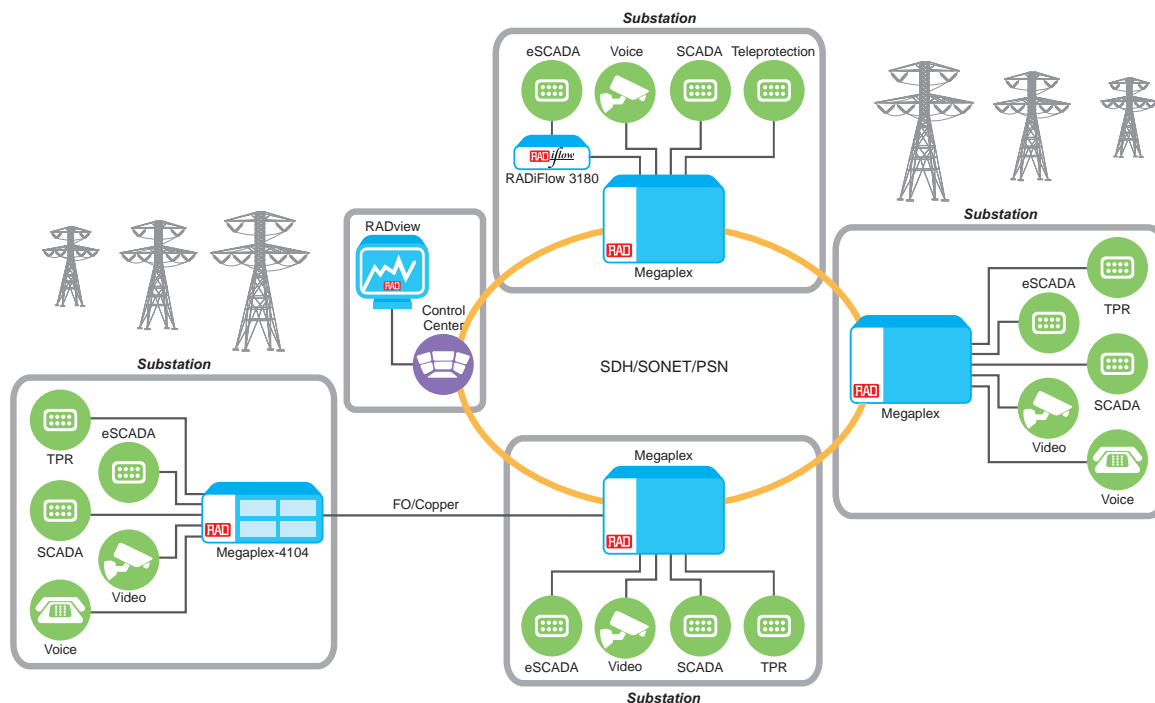 Substation
eSCADA
Voice
SCADA
Teleprotection
RAD iflow
RADiFlow 3180
RAD
Megaplex
RADview
RAD
Control
Center
SDH/SONET/PSN
Substation
TPR
eSCADA
SCADA
Video
Voice
RAD
Megaplex
Substation
TPR
eSCADA
SCADA
Video
Voice
RAD
Megaplex-4104
FO/Copper
Megaplex
RAD
eSCADA
Video
SCADA
TPR
Substation